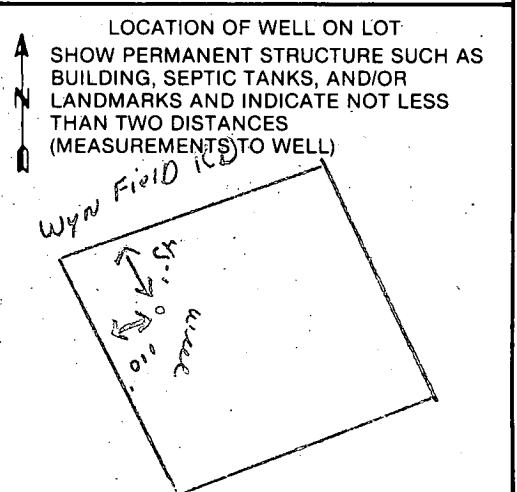 LOCATION OF WELL ON LOT
SHOW PERMANENT STRUCTURE SUCH AS
BUILDING, SEPTIC TANKS, AND/OR
N LANDMARKS AND INDICATE NOT LESS
THAN TWO DISTANCES
(MEASUREMENTS TO WELL)
Wyn Field RD
well